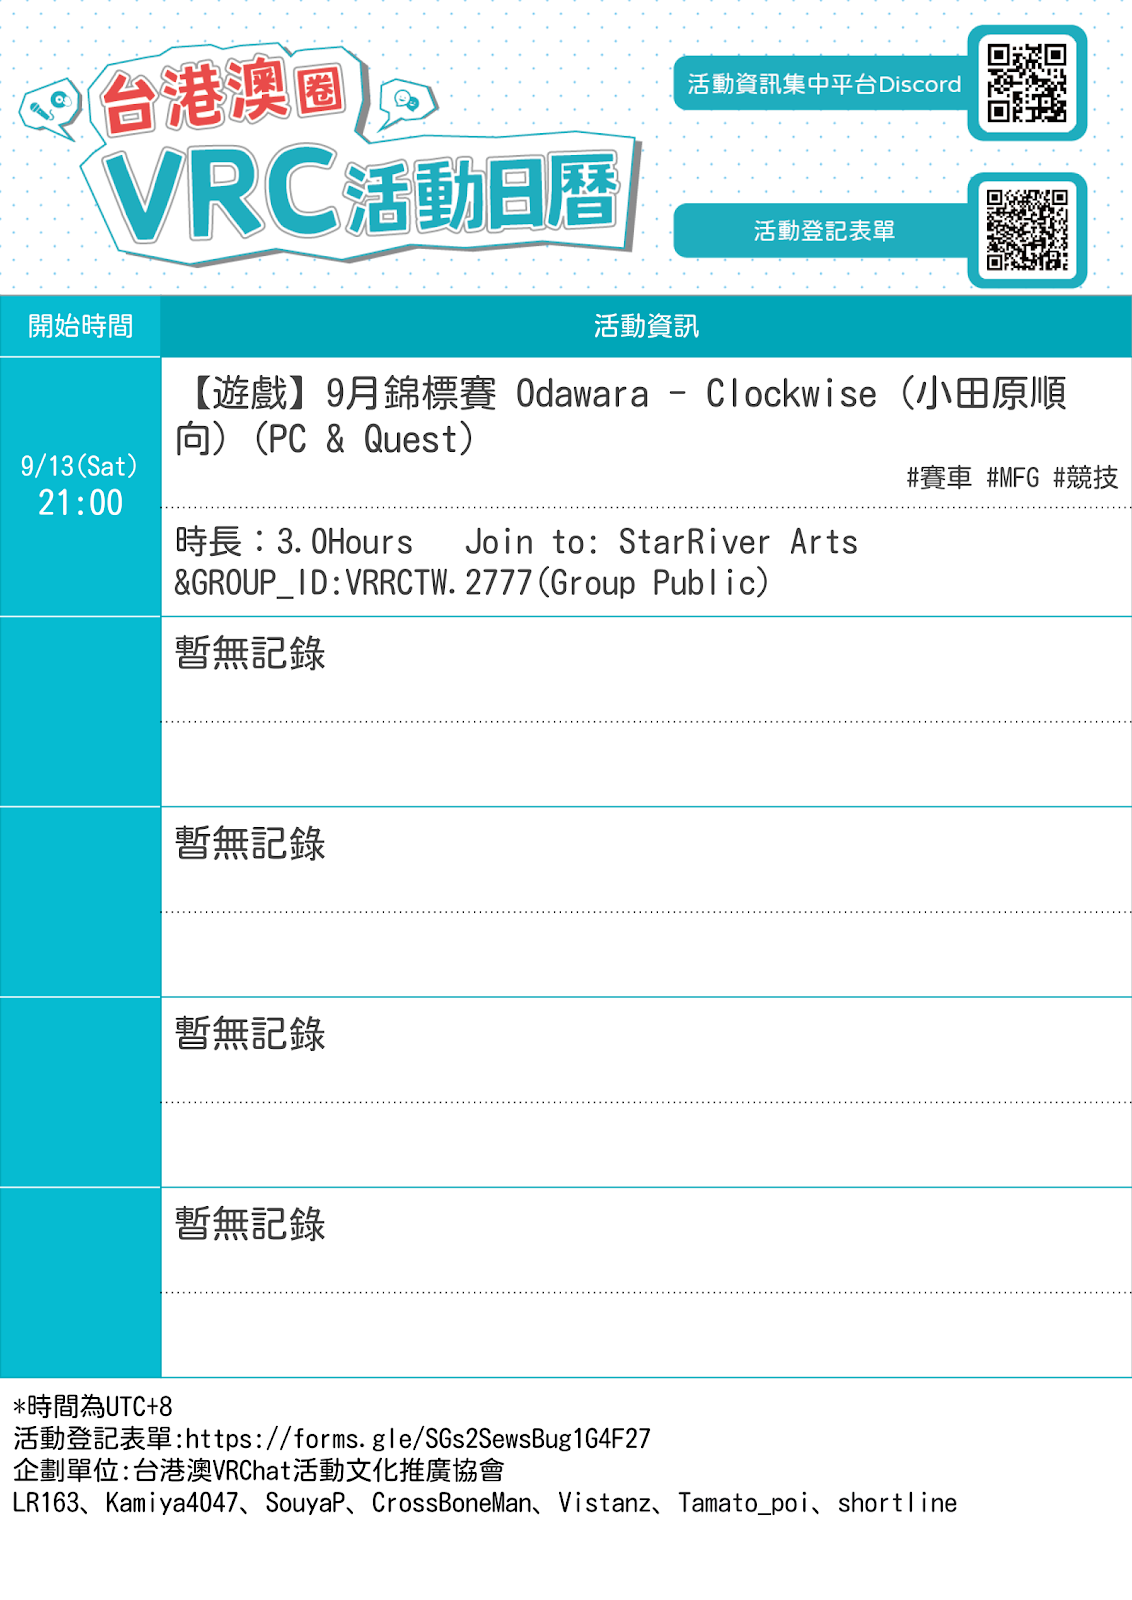 台港澳圈
VRC活動日曆
活動資訊集中平台Discord
活動登記表單
開始時間
活動資訊
9/13(Sat)
21:00
【遊戲】9月錦標賽 Odawara - Clockwise (小田原順
向) (PC & Quest)
#賽車 #MFG #競技
時長：3.0Hours Join to: StarRiver Arts
&GROUP_ID:VRRCTW.2777(Group Public)
暫無記錄
暫無記錄
暫無記錄
暫無記錄
*時間為UTC+8
活動登記表單:https://forms.gle/SGs2SewsBug1G4F27
企劃單位:台港澳VRChat活動文化推廣協會
LR163、Kamiya4047、SouyaP、CrossBoneMan、Vistanz、Tamato_poi、shortline